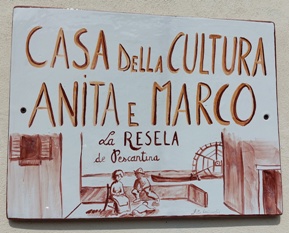 CASA DELLA CULTURA
·ANITA E MARCO·
La RESELA
de Pescantina